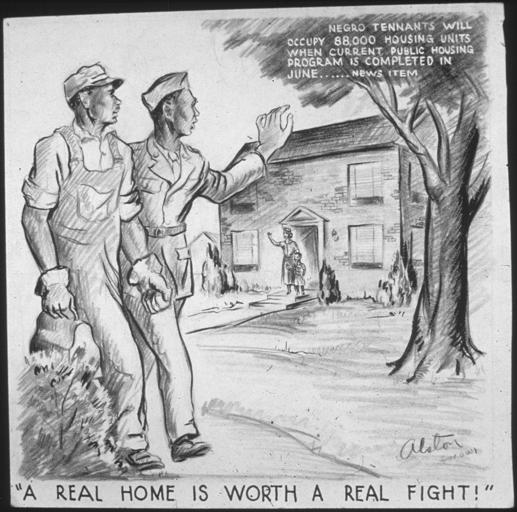 NEGRO TENNANTS WILL
OCCUPY 88,000 HOUSING UNITS
WHEN CURRENT PUBLIC HOUSING
PROGRAM IS COMPLETED IN
JUNE......NEWS ITEM
Alston
"A REAL HOME IS WORTH A REAL FIGHT!"